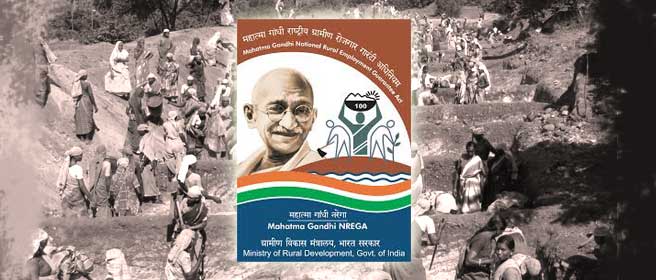 महात्मा गांधी राष्ट्रीय ग्रामीण रोजगार गारंटी अधिनियम
Mahatma Gandhi National Rural Employment Guarantee Act
100
महात्मा गांधी नरेगा
Mahatma Gandhi NREGA
ग्रामीण विकास मंत्रालय, भारत सरकार
Ministry of Rural Development, Govt. of India